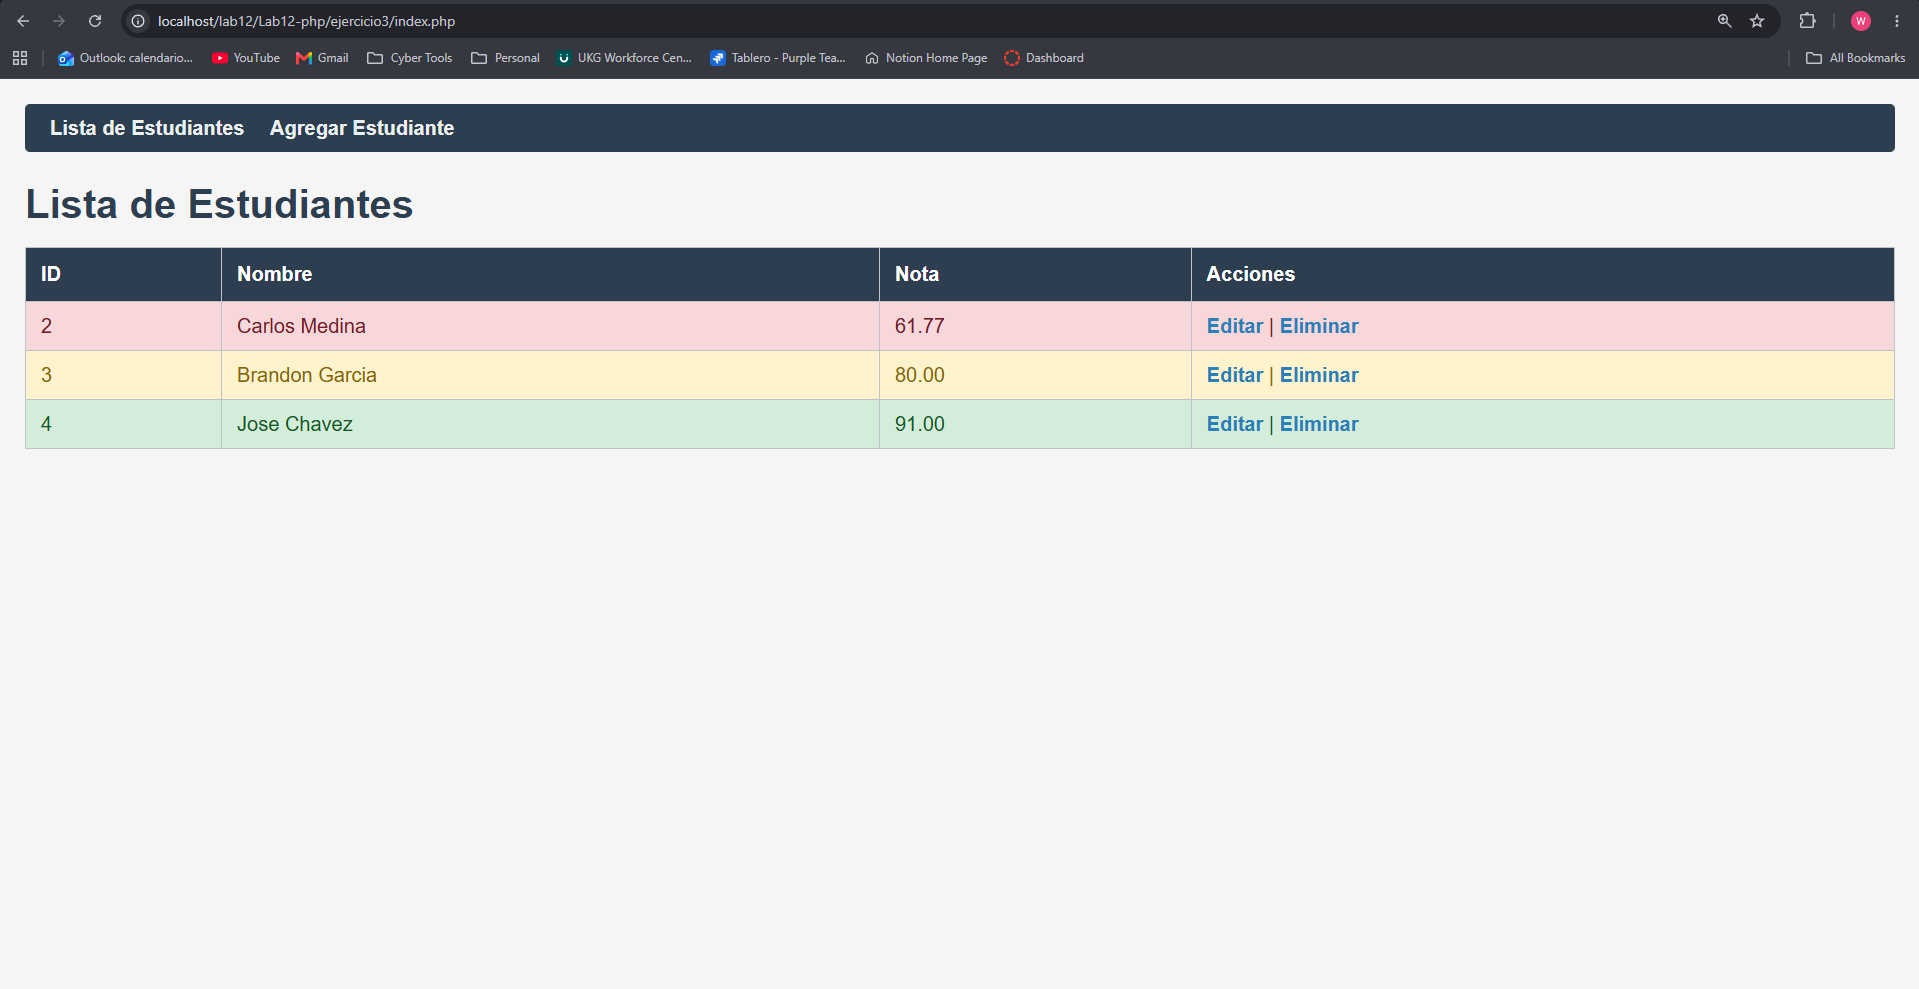 localhost/lab12/Lab12-php/ejercicio3/index.php W
Outlook: calendario... YouTube Gmail Cyber Tools Personal UKG Workforce Cen... Tablero - Purple Tea... Notion Home Page Dashboard All Bookmarks
Lista de Estudiantes Agregar Estudiante
Lista de Estudiantes
ID Nombre Nota Acciones
2 Carlos Medina 61.77 Editar | Eliminar
3 Brandon Garcia 80.00 Editar | Eliminar
4 Jose Chavez 91.00 Editar | Eliminar